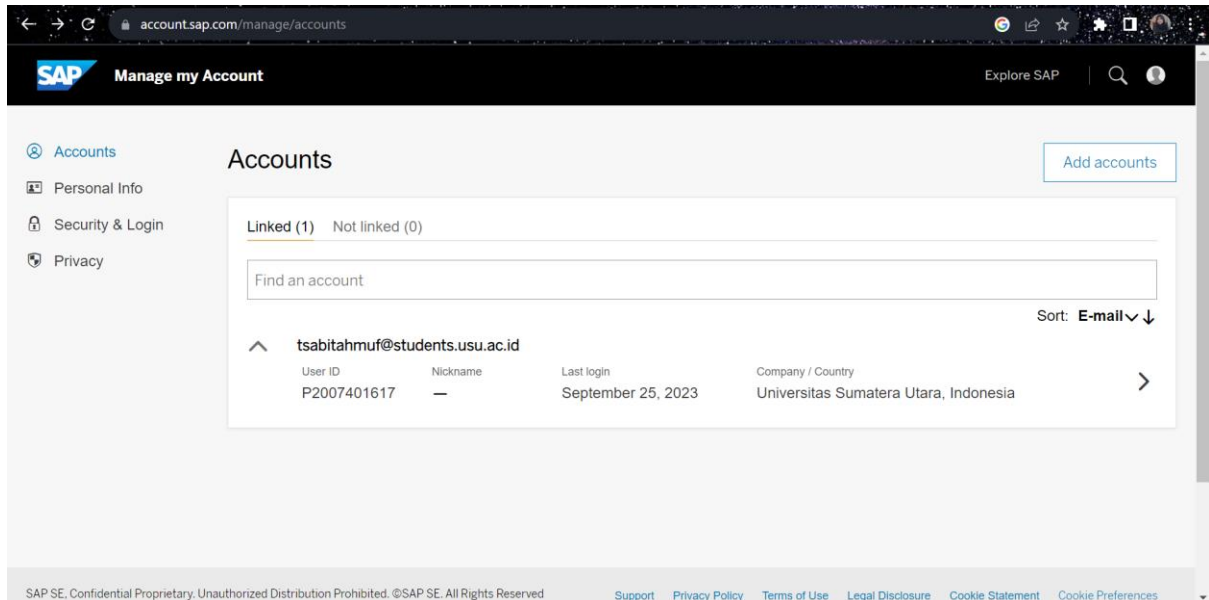 account.sap.com/manage/accounts
SAP Manage my Account Explore SAP
Accounts
Personal Info
Security & Login
Privacy
Accounts Add accounts
Linked (1) Not linked (0)
Find an account
Sort: E-mail
tsabitahmuf@students.usu.ac.id
User ID Nickname Last login Company / Country
P2007401617 — September 25, 2023 Universitas Sumatera Utara, Indonesia
SAP SE, Confidential Proprietary. Unauthorized Distribution Prohibited. ©SAP SE. All Rights Reserved Support Privacy Policy Terms of Use Legal Disclosure Cookie Statement Cookie Preferences